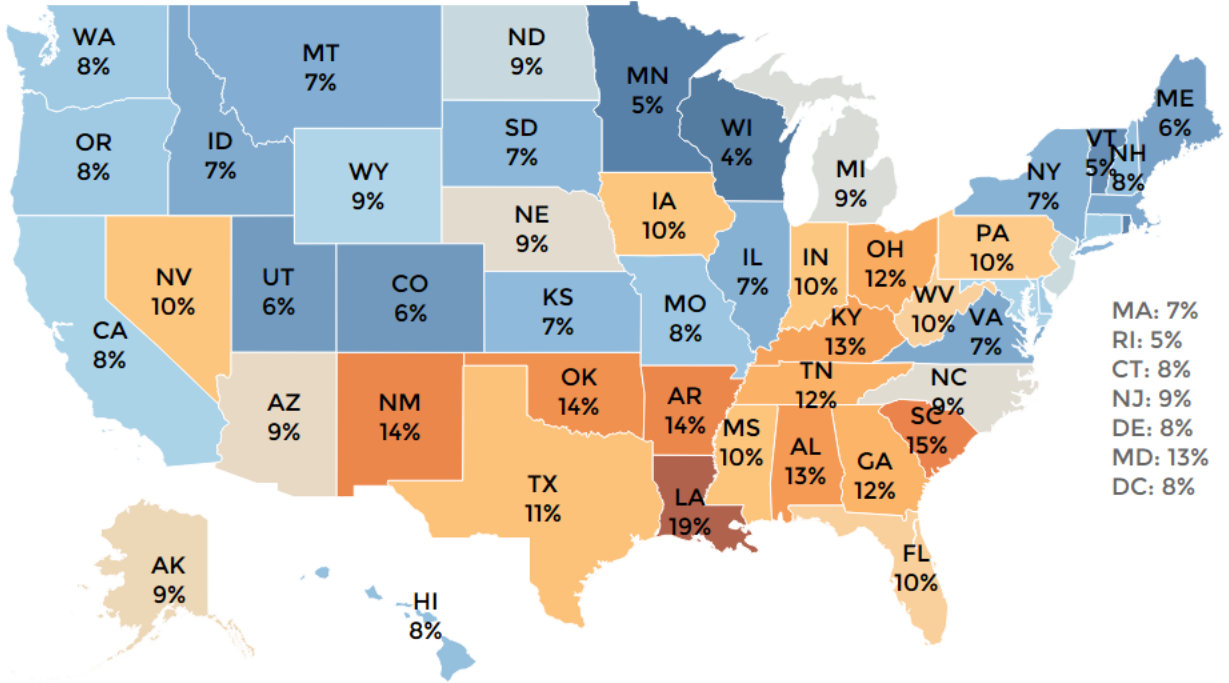 WA
8%
MT
7%
ND
9%
MN
5%
ME
6%
OR
8%
ID
7%
SD
7%
WI
4%
VT
5%
NH
8%
WY
9%
MI
9%
NY
7%
NE
9%
IA
10%
NV
10%
UT
6%
CO
6%
IL
7%
IN
10%
OH
12%
PA
10%
CA
8%
KS
7%
MO
8%
WV
10%
VA
7%
KY
13%
MA: 7%
RI: 5%
CT: 8%
NJ: 9%
DE: 8%
MD: 13%
DC: 8%
AZ
9%
NM
14%
OK
14%
AR
14%
TN
12%
NC
9%
SC
15%
MS
10%
AL
13%
GA
12%
TX
11%
LA
19%
FL
10%
AK
9%
HI
8%